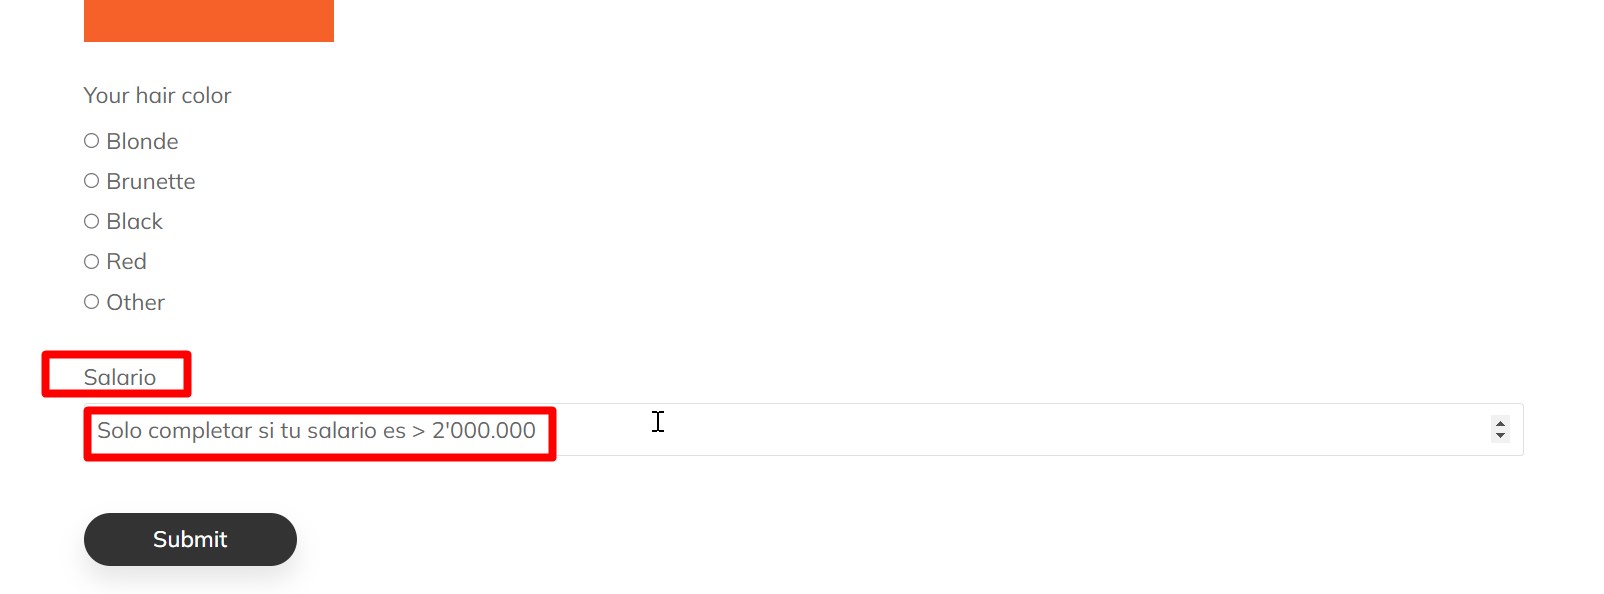 Your hair color
Blonde
Brunette
Black
Red
Other
Salario
Solo completar si tu salario es > 2'000.000
Submit